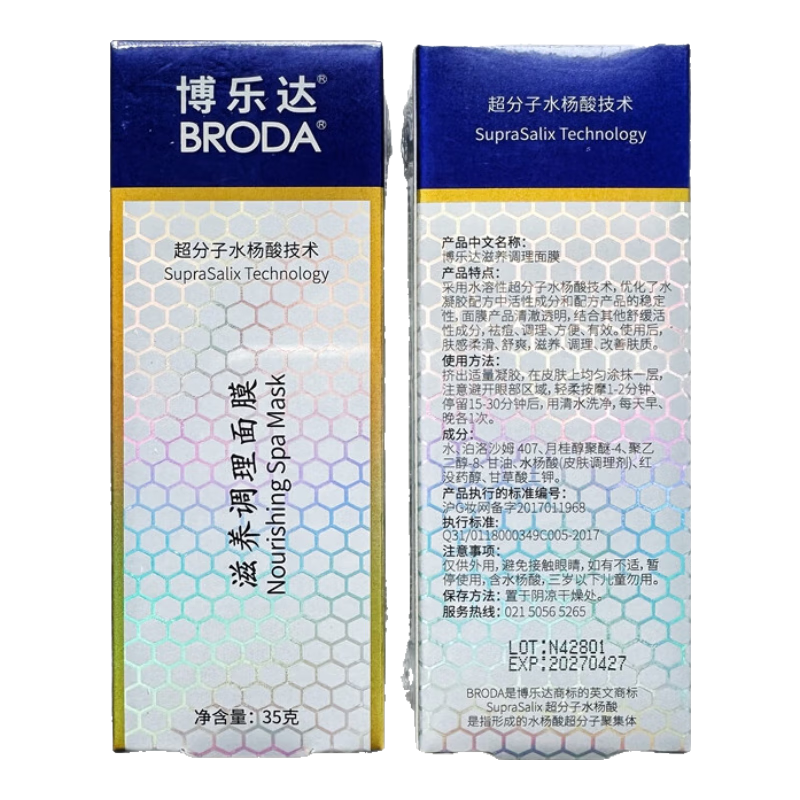 博乐达®
BRODA®
超分子水杨酸技术
SupraSalix Technology
滋养调理面膜
Nourishing Spa Mask
净含量：35克
超分子水杨酸技术
SupraSalix Technology
产品中文名称：
博乐达滋养调理面膜
产品特点：
采用水溶性超分子水杨酸技术，优化了水
凝胶配方中活性成分和配方产品的稳定
性，面膜产品清澈透明，结合其他舒缓活
性成分，祛痘、调理、方便、有效。使用后，
肤感柔滑、舒爽，滋养、调理、改善肤质。
使用方法：
挤出适量凝胶，在皮肤上均匀涂抹一层，
注意避开眼部区域，轻柔按摩1-2分钟、
停留15-30分钟后，用清水洗净，每天早、
晚各1次。
成分：
水、泊洛沙姆 407、月桂醇聚醚-4、聚乙
二醇-8、甘油、水杨酸(皮肤调理剂)、红
没药醇、甘草酸二钾。
产品执行的标准编号：
沪G妆网备字2017011968
执行标准：
Q31/0118000349C005-2017
注意事项：
仅供外用，避免接触眼睛，如有不适，暂
停使用，含水杨酸，三岁以下儿童勿用。
保存方法：置于阴凉干燥处。
服务热线：021 5056 5265
LOT:N42801
EXP:20270427
BRODA是博乐达商标的英文商标
SupraSalix 超分子水杨酸
是指形成的水杨酸超分子聚集体